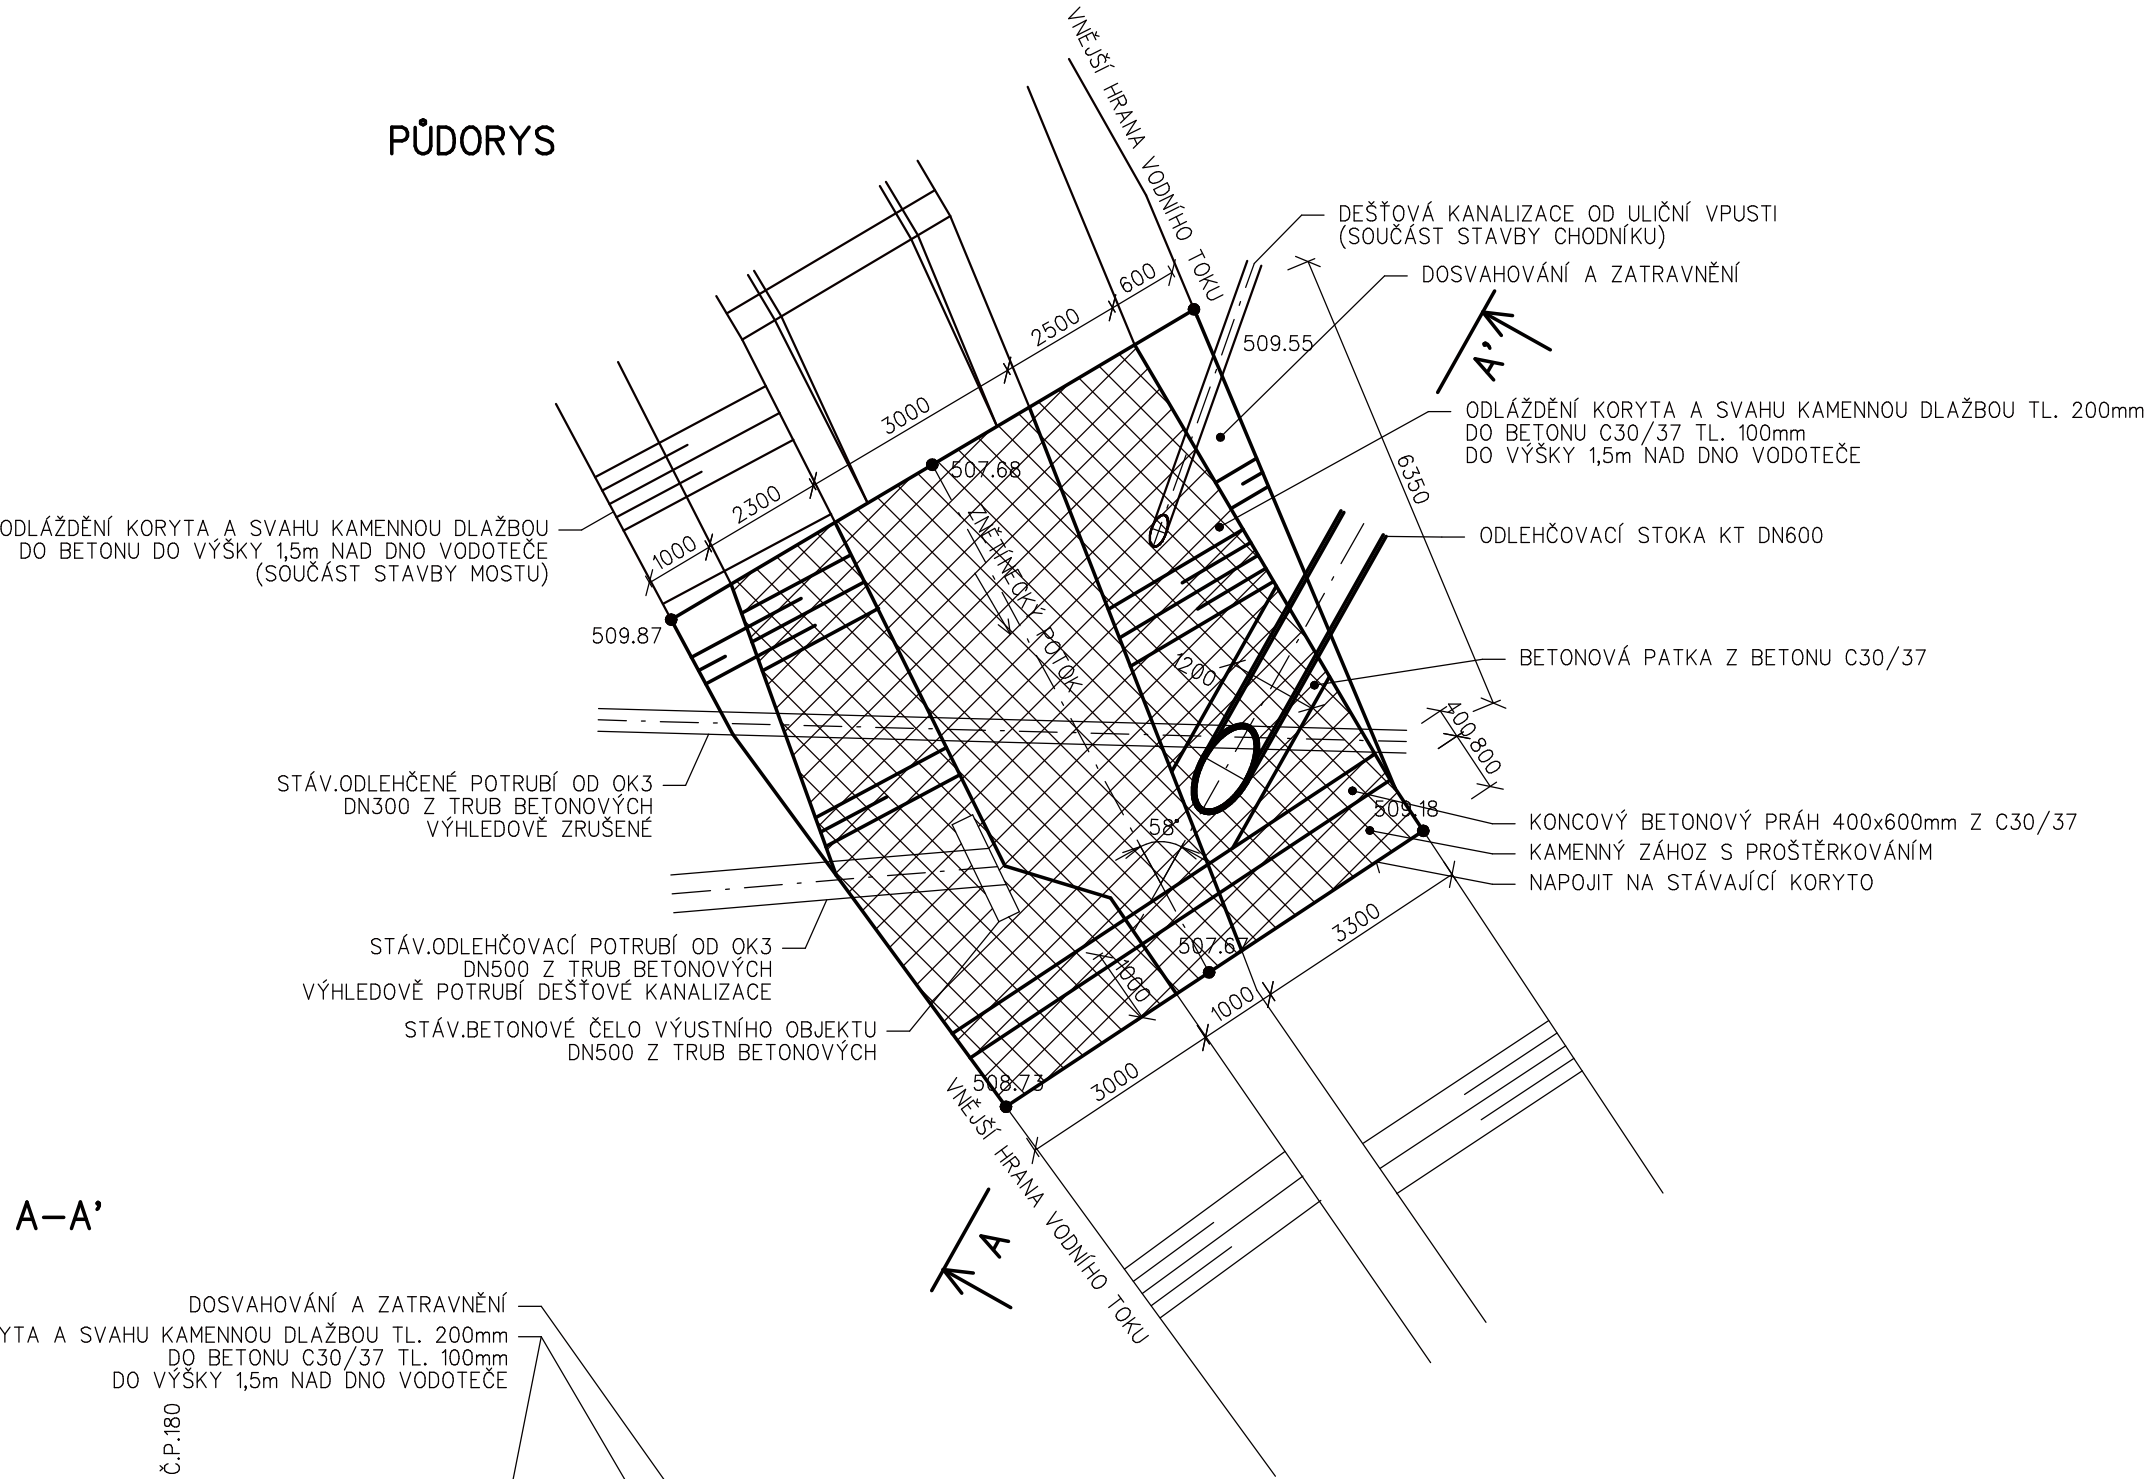 PŮDORYS
VNĚJŠÍ HRANA VODNÍHO TOKU
DEŠŤOVÁ KANALIZACE OD ULIČNÍ VPUSTI
(SOUČÁST STAVBY CHODNÍKU)
DOSVAHOVÁNÍ A ZATRAVNĚNÍ
600
2500
3000
2300
1000
509.55
A'
ODLÁŽDĚNÍ KORYTA A SVAHU KAMENNOU DLAŽBOU TL. 200mm
DO BETONU C30/37 TL. 100mm
DO VÝŠKY 1,5m NAD DNO VODOTEČE
6350
507.68
ODLÁŽDĚNÍ KORYTA A SVAHU KAMENNOU DLAŽBOU
DO BETONU DO VÝŠKY 1,5m NAD DNO VODOTEČE
(SOUČÁST STAVBY MOSTU)
ODLEHČOVACÍ STOKA KT DN600
ZNĚTÍNECKÝ POTOK
509.87
1200
BETONOVÁ PATKA Z BETONU C30/37
400
800
STÁV.ODLEHČENÉ POTRUBÍ OD OK3
DN300 Z TRUB BETONOVÝCH
VÝHLEDOVĚ ZRUŠENÉ
509.18
58°
KONCOVÝ BETONOVÝ PRÁH 400x600mm Z C30/37
KAMENNÝ ZÁHOZ S PROŠTĚRKOVÁNÍM
NAPOJIT NA STÁVAJÍCÍ KORYTO
STÁV.ODLEHČOVACÍ POTRUBÍ OD OK3
DN500 Z TRUB BETONOVÝCH
VÝHLEDOVĚ POTRUBÍ DEŠŤOVÉ KANALIZACE
507.67
3300
1000
1000
STÁV.BETONOVÉ ČELO VÝUSTNÍHO OBJEKTU
DN500 Z TRUB BETONOVÝCH
508.73
3000
VNĚJŠÍ HRANA VODNÍHO TOKU
A
A-A'
DOSVAHOVÁNÍ A ZATRAVNĚNÍ
YTA A SVAHU KAMENNOU DLAŽBOU TL. 200mm
DO BETONU C30/37 TL. 100mm
DO VÝŠKY 1,5m NAD DNO VODOTEČE
Č.P.180